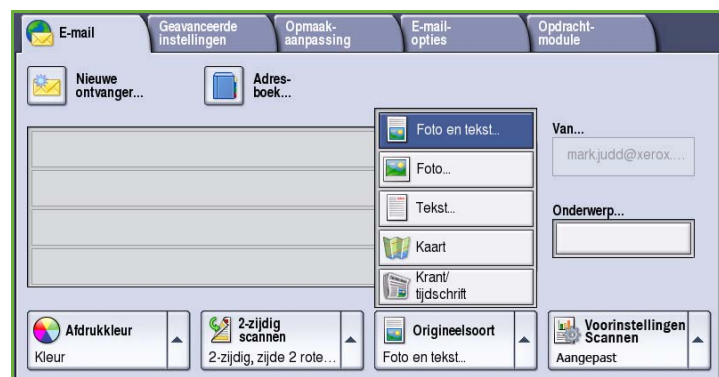 E-mail
Geavanceerde
instellingen
Opmaak-
aanpassing
E-mail-
opties
Opdracht-
module
Nieuwe
ontvanger...
Adres-
boek...
Foto en tekst...
Foto...
Tekst...
Kaart
Krant/
tijdschrift
Van...
mark.judd@xerox....
Onderwerp...
Afdrukkleur
Kleur
2-zijdig
scannen
2-zijdig, zijde 2 rote...
Origineelsoort
Foto en tekst...
Voorinstellingen
Scannen
Aangepast